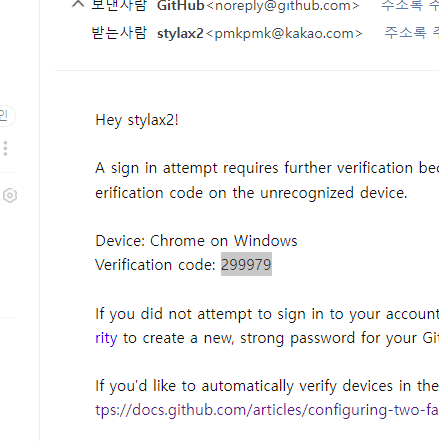 보낸사람 GitHub<noreply@github.com> 주소록
받는사람 stylax2<pmkpmk@kakao.com> 주소록
인
Hey stylax2!
A sign in attempt requires further verification
erification code on the unrecognized device.
Device: Chrome on Windows
Verification code: 299979
If you did not attempt to sign in to your account
rity to create a new, strong password for your
If you'd like to automatically verify devices in the
tps://docs.github.com/articles/configuring-two-fa